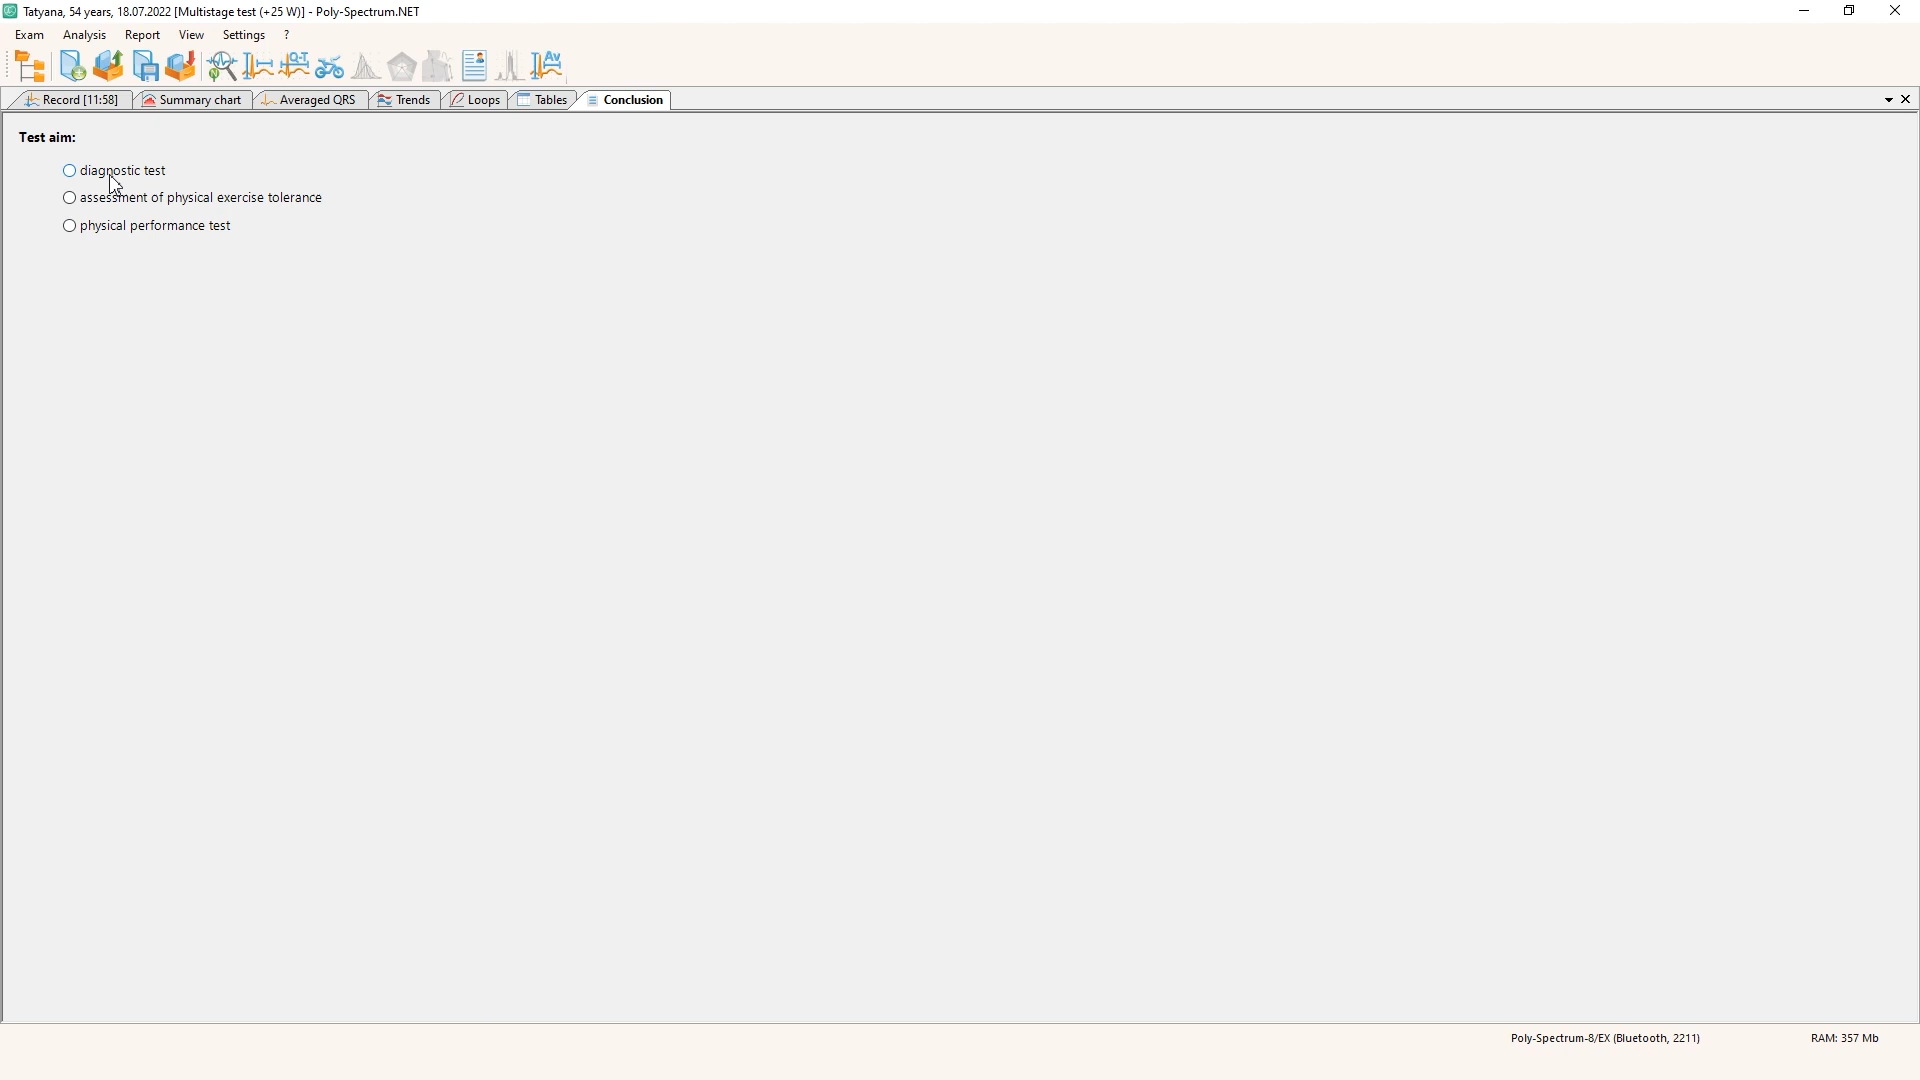 Tatyana, 54 years, 18.07.2022 [Multistage test (+25 W)] - Poly-Spectrum.NET
Exam Analysis Report View Settings ?
N Q-T Av
Record [11:58] Summary chart Averaged QRS Trends Loops Tables Conclusion
Test aim:
diagnostic test
assessment of physical exercise tolerance
physical performance test
Poly-Spectrum-8/EX (Bluetooth, 2211) RAM: 357 Mb